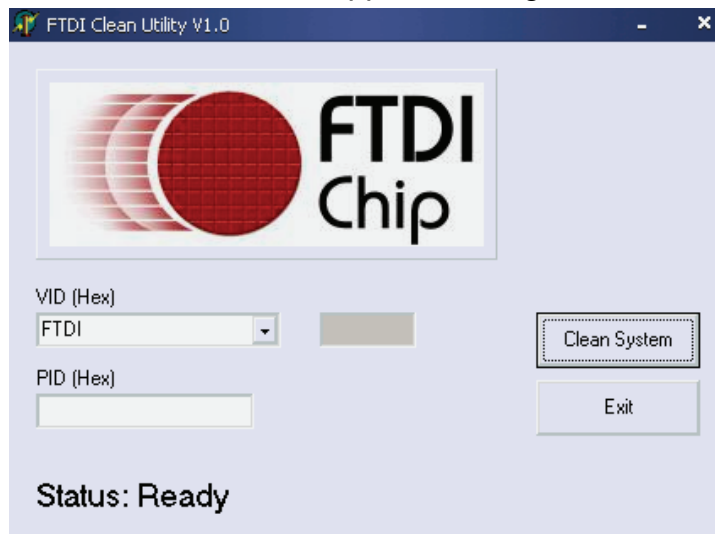 FTDI Clean Utility V1.0
FTDI
Chip
VID (Hex)
FTDI
Clean System
PID (Hex)
Exit
Status: Ready